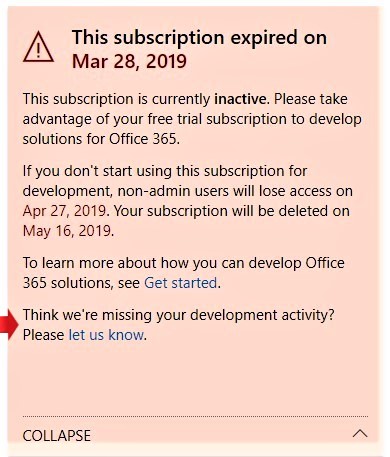 This subscription expired on
Mar 28, 2019
This subscription is currently inactive. Please take
advantage of your free trial subscription to develop
solutions for Office 365.
If you don't start using this subscription for
development, non-admin users will lose access on
Apr 27, 2019. Your subscription will be deleted on
May 16, 2019.
To learn more about how you can develop Office
365 solutions, see Get started.
Think we're missing your development activity?
Please let us know.
COLLAPSE